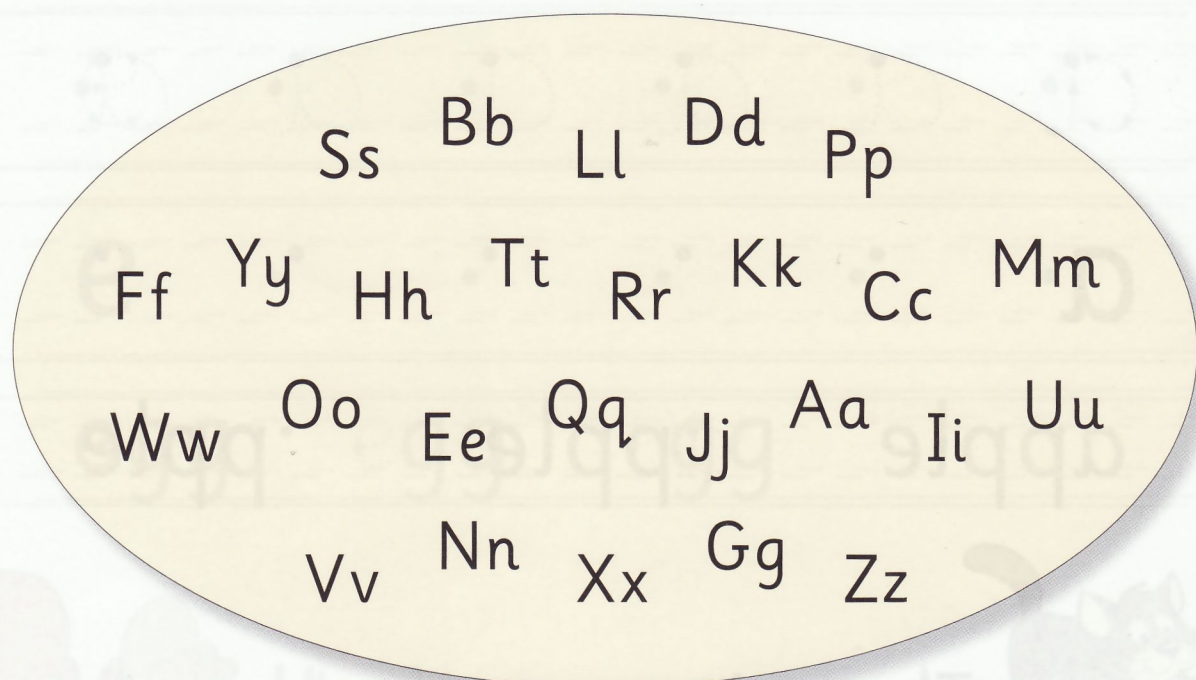 Ss Bb Ll Dd Pp
Ff Yy Hh Tt Rr Kk Cc Mm
Ww Oo Ee Qq Jj Aa Ii Uu
Vv Nn Xx Gg Zz